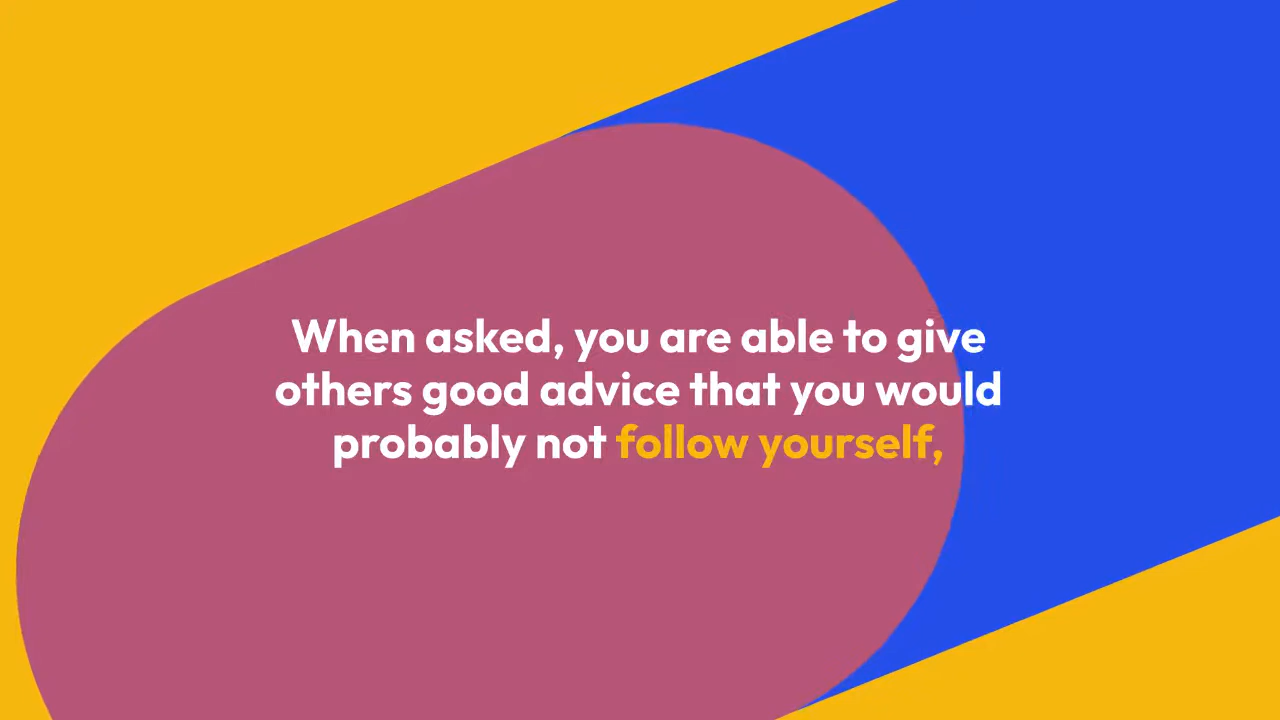 When asked, you are able to give
others good advice that you would
probably not follow yourself,